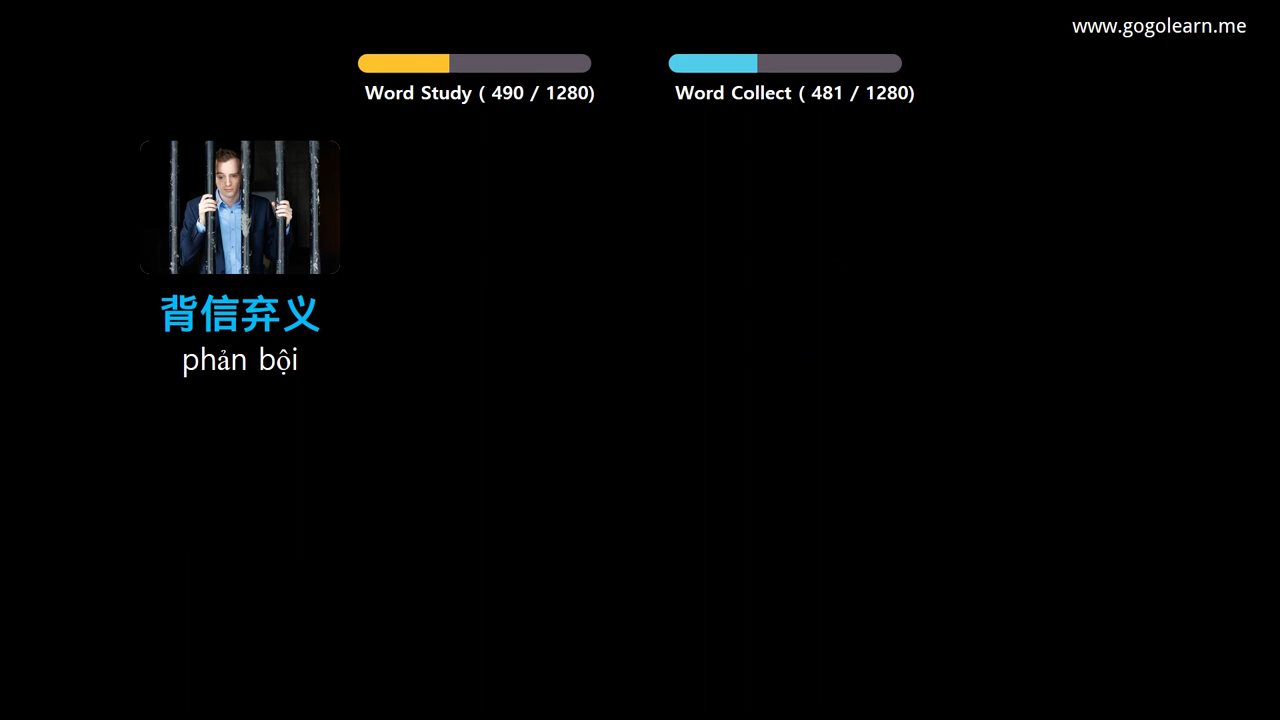 www.gogolearn.me
Word Study ( 490 / 1280)
Word Collect ( 481 / 1280)
背信弃义
phản bội